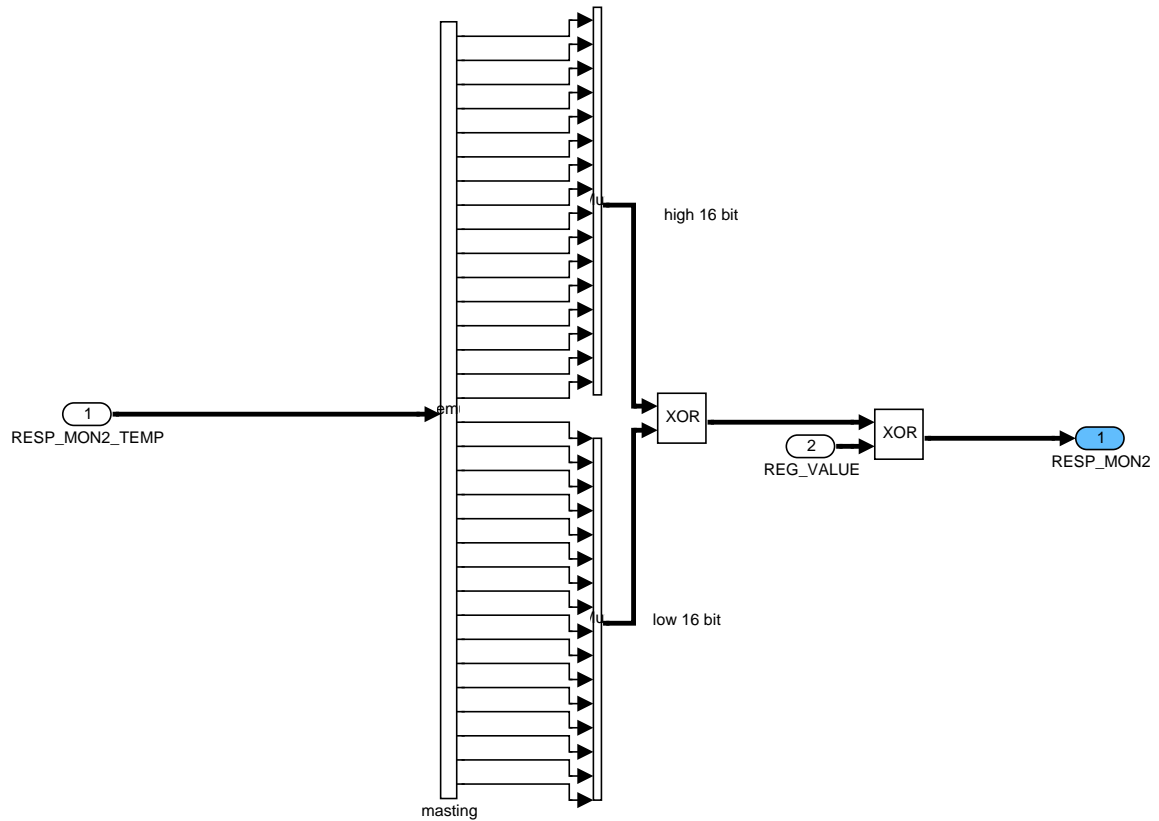 high 16 bit
1
RESP_MON2_TEMP
XOR
XOR
2
REG_VALUE
1
RESP_MON2
low 16 bit
masting